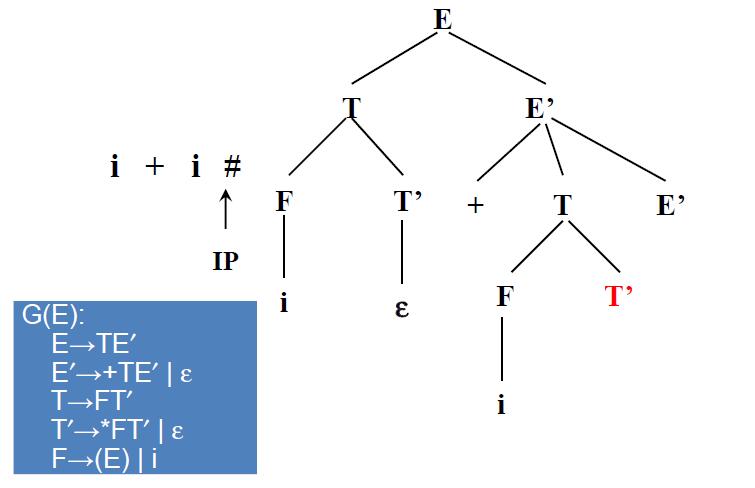 E
T E’
i + i #
F T’ + T E’
IP
i ε F T’
i
G(E):
E→TE′
E′→+TE′ | ε
T→FT′
T′→*FT′ | ε
F→(E) | i